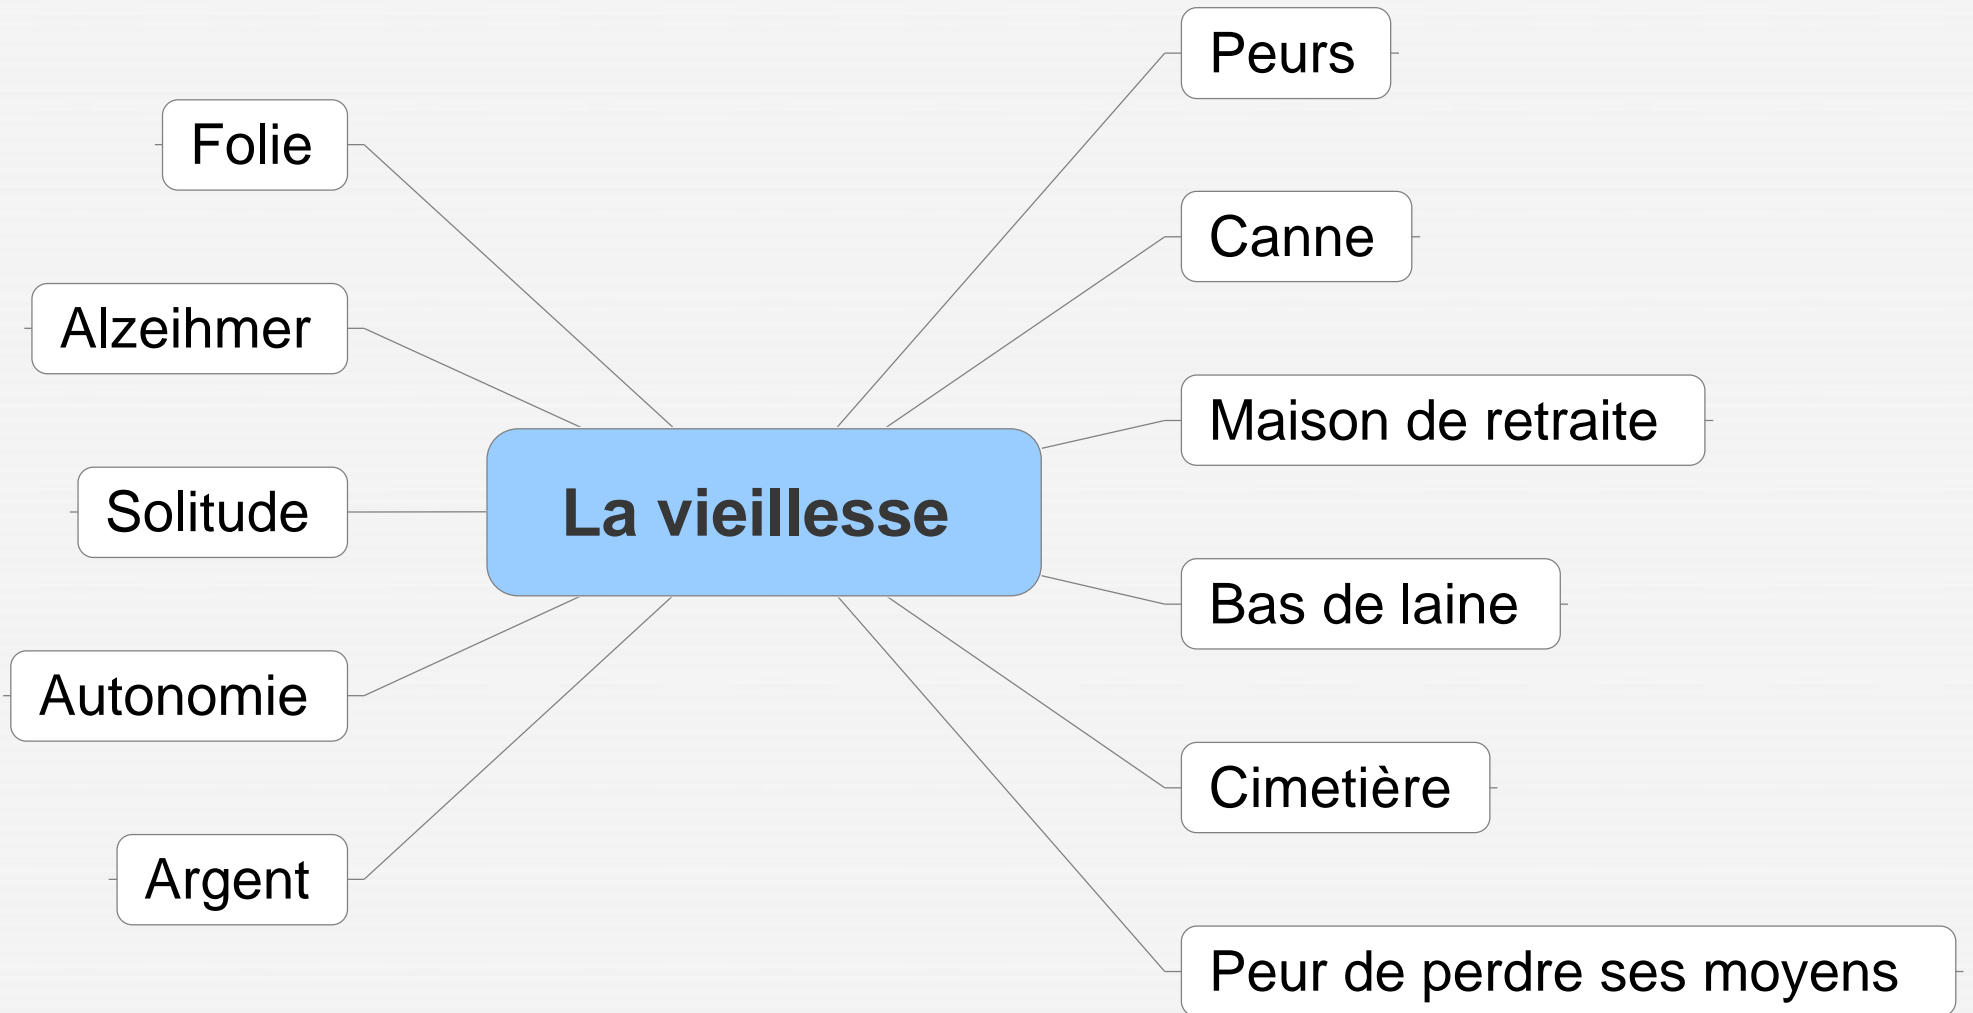 Peurs
Folie
Canne
Alzeihmer
Maison de retraite
La vieillesse
Solitude
Bas de laine
Autonomie
Cimetière
Argent
Peur de perdre ses moyens